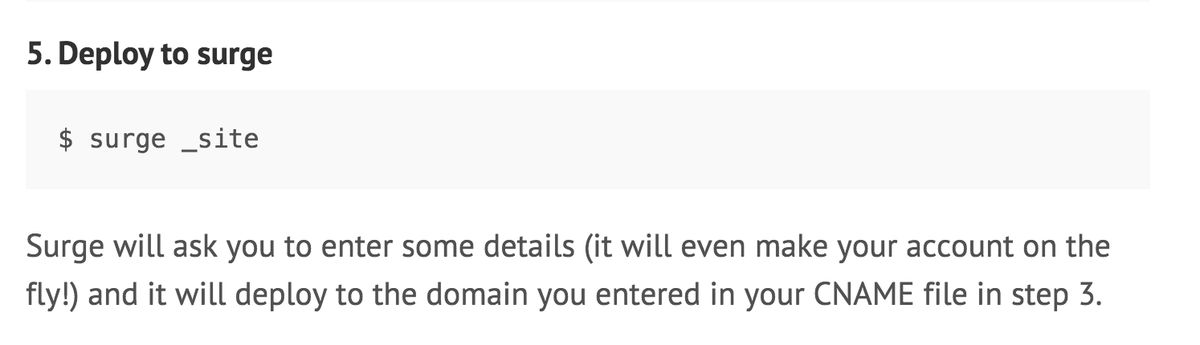 5. Deploy to surge
$ surge _site
Surge will ask you to enter some details (it will even make your account on the
fly!) and it will deploy to the domain you entered in your CNAME file in step 3.